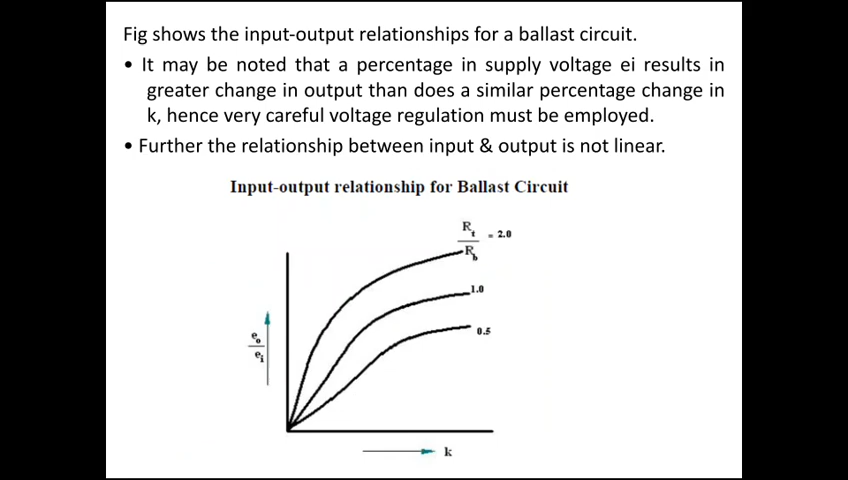 Fig shows the input-output relationships for a ballast circuit.
• It may be noted that a percentage in supply voltage ei results in
greater change in output than does a similar percentage change in
k, hence very careful voltage regulation must be employed.
• Further the relationship between input & output is not linear.
Input-output relationship for Ballast Circuit
Rt
= 2.0
Rb
1.0
0.5
eo
ei
k